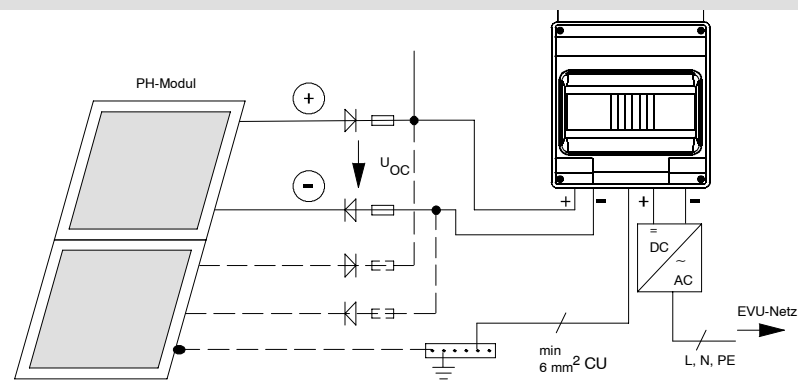 PH-Modul
+
-
U OC
+ - + -
=
DC
~
AC
EVU-Netz
min
6 mm² CU
L, N, PE